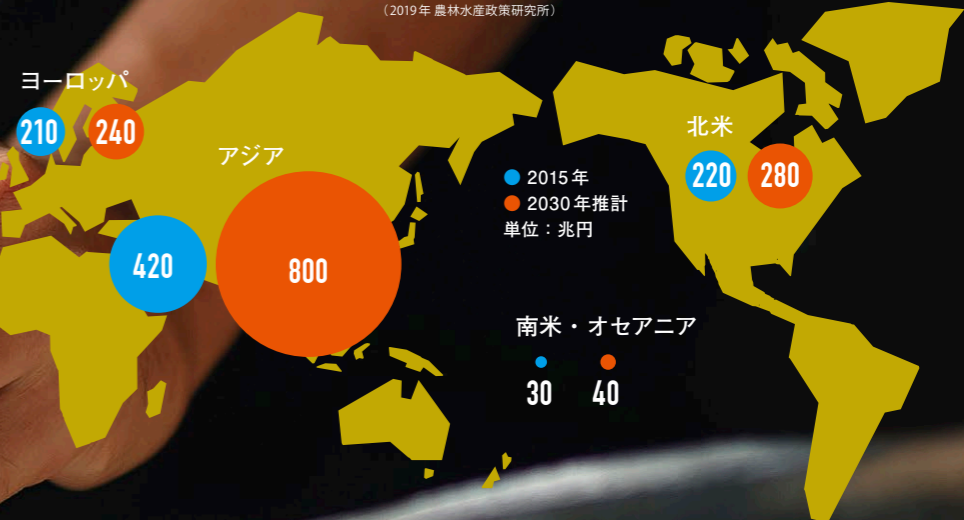 （2019年 農林水産政策研究所）
ヨーロッパ
210
240
アジア
420
800
2015年
2030年推計
単位：兆円
北米
220
280
南米・オセアニア
30
40